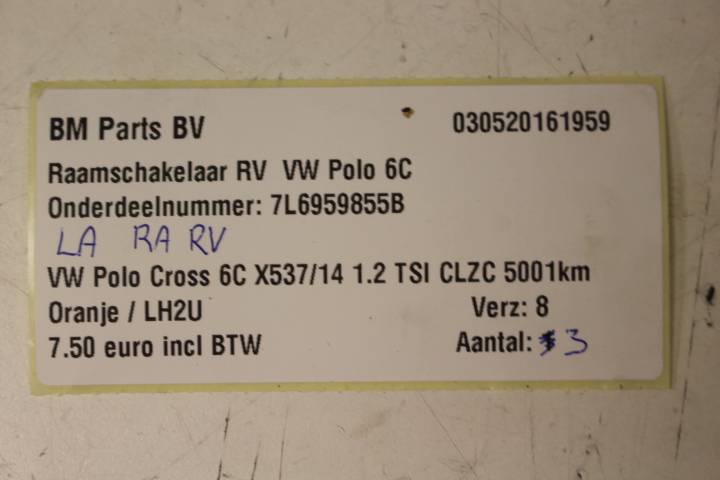 BM Parts BV 030520161959
Raamschakelaar RV VW Polo 6C
Onderdeelnummer: 7L6959855B
LA RA RV
VW Polo Cross 6C X537/14 1.2 TSI CLZC 5001km
Oranje / LH2U Verz: 8
7.50 euro incl BTW Aantal: 3